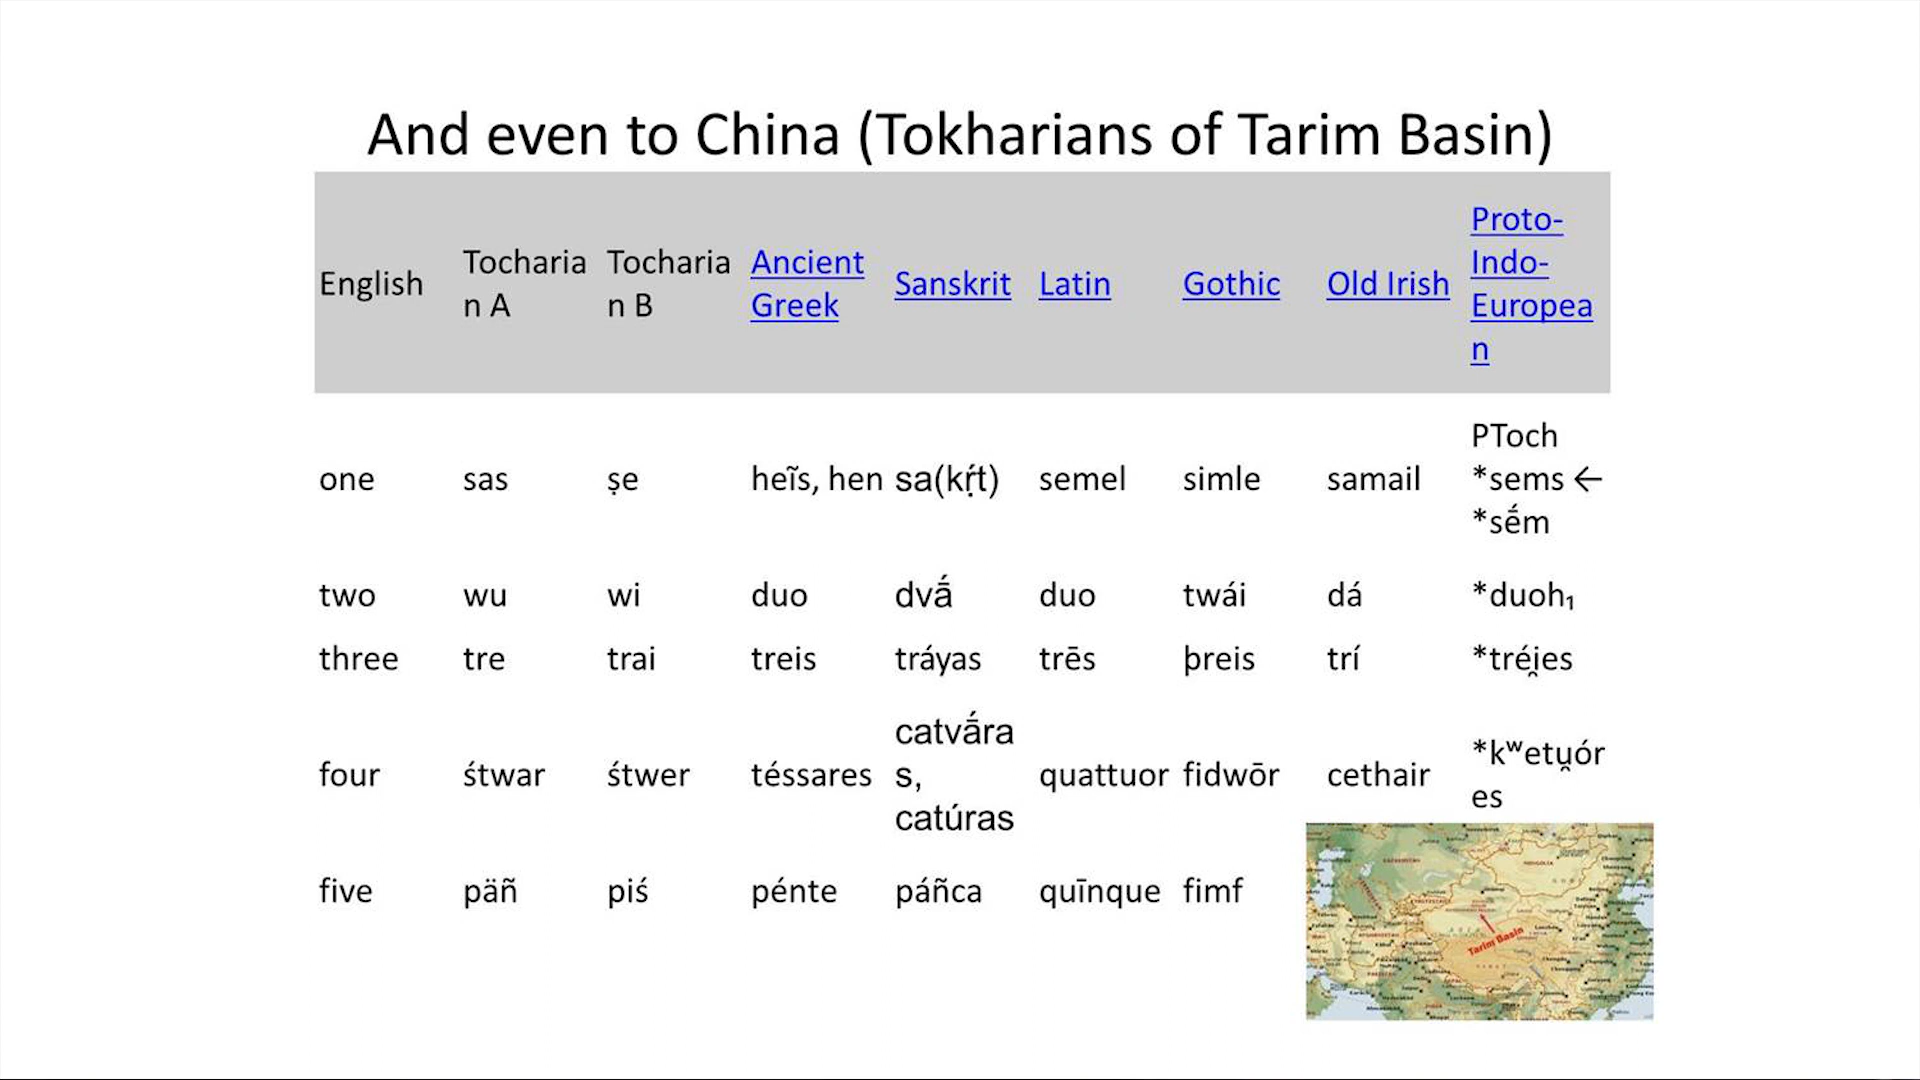 And even to China (Tokharians of Tarim Basin)
English Tocharia n A Tocharia n B Ancient Greek Sanskrit Latin Gothic Old Irish Proto- Indo- Europea n
one sas ṣe heĩs, hen sa(kṛ́t) semel simle samail PToch *sems ← *sḗm
two wu wi duo dvā́ duo twái dá *duoh₁
three tre trai treis tráyas trēs þreis trí *tréi̯es
four śtwar śtwer téssares catvā́ra s, catúras quattuor fidwōr cethair *kʷetu̯ór es
five päñ piś pénte páñca quīnque fimf
Tarim Basin